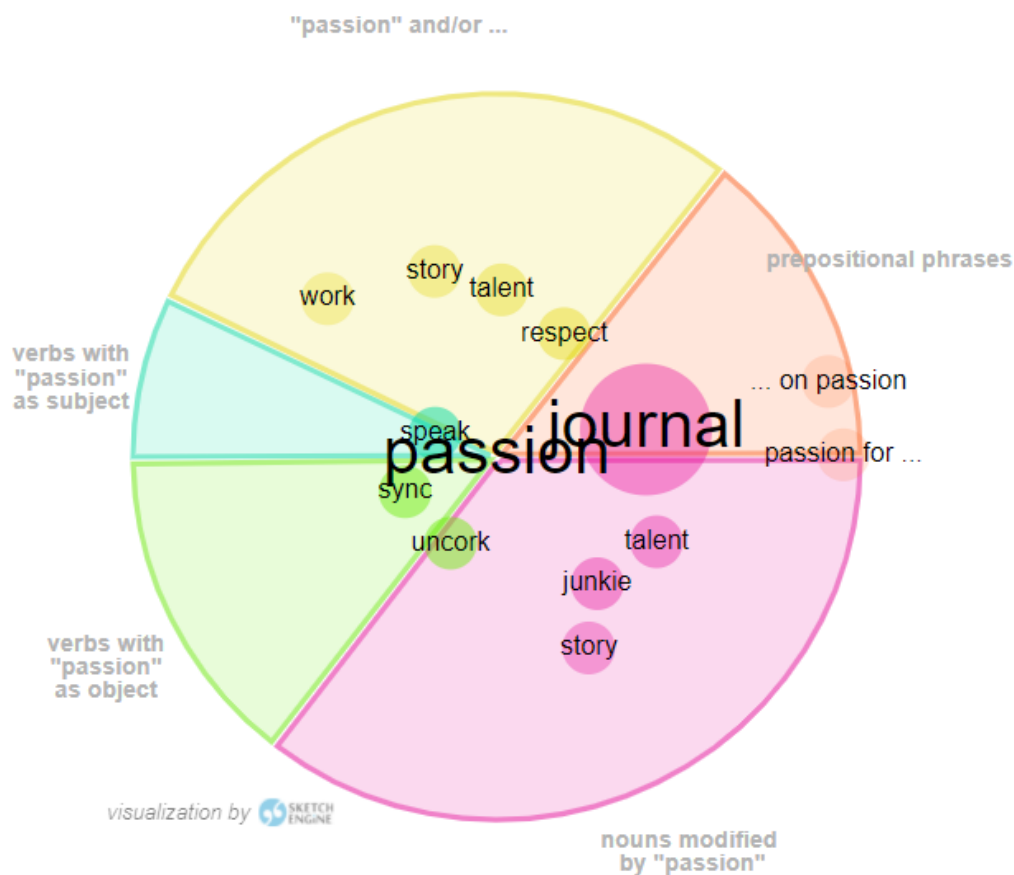 "passion" and/or ...
prepositional phrases
story
talent
work
respect
verbs with
"passion"
as subject
... on passion
journal
speak
passion
passion for ...
sync
uncork
talent
junkie
story
verbs with
"passion"
as object
visualization by SKETCH
ENGINE
nouns modified
by "passion"